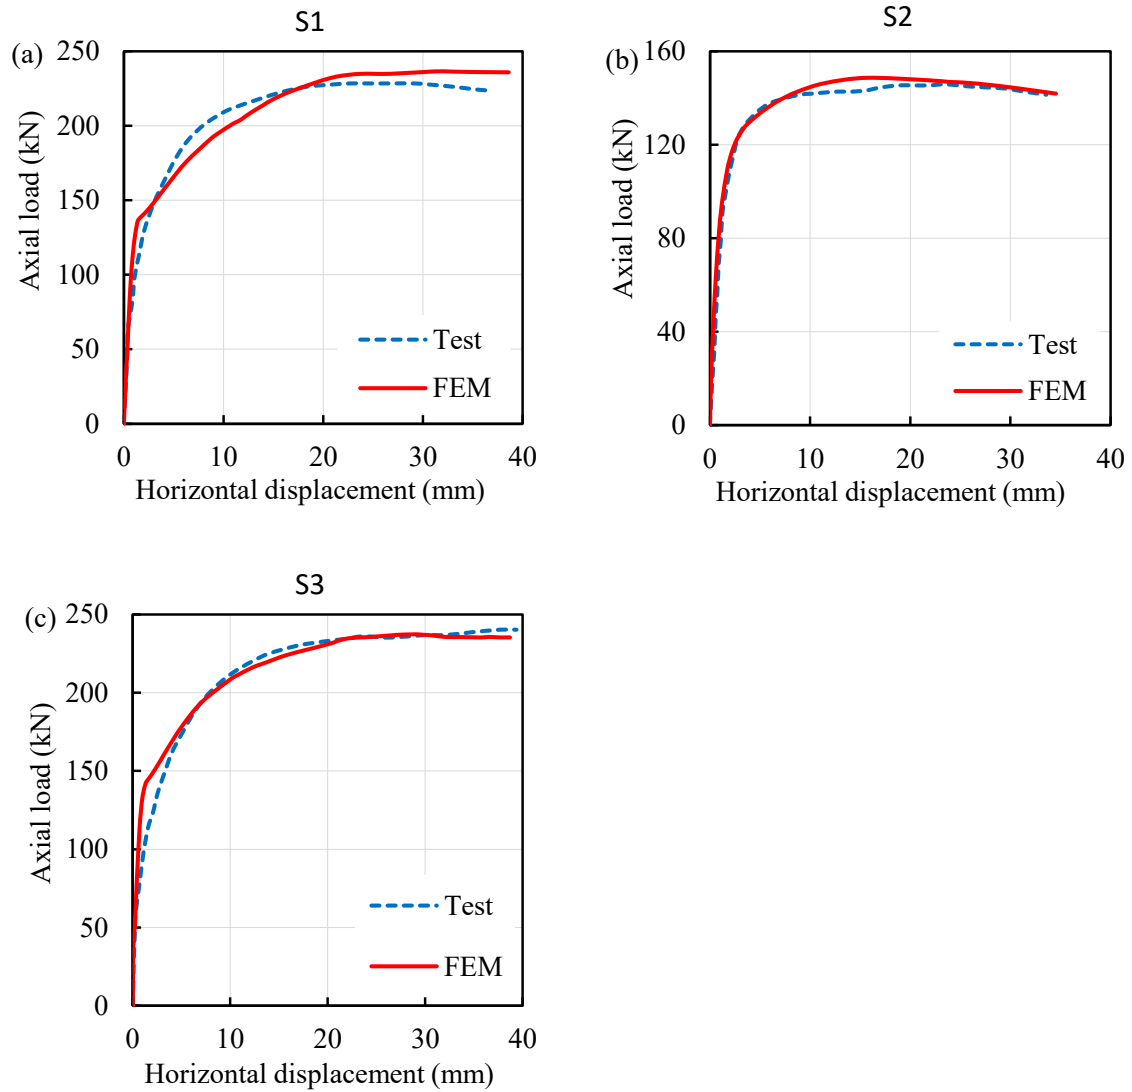 S1
(a)
250
200
150
100
50
0
Axial load (kN)
Test
FEM
0 10 20 30 40
Horizontal displacement (mm)
S2
(b)
160
120
80
40
0
Axial load (kN)
Test
FEM
0 10 20 30 40
Horizontal displacement (mm)
S3
(c)
250
200
150
100
50
0
Axial load (kN)
Test
FEM
0 10 20 30 40
Horizontal displacement (mm)